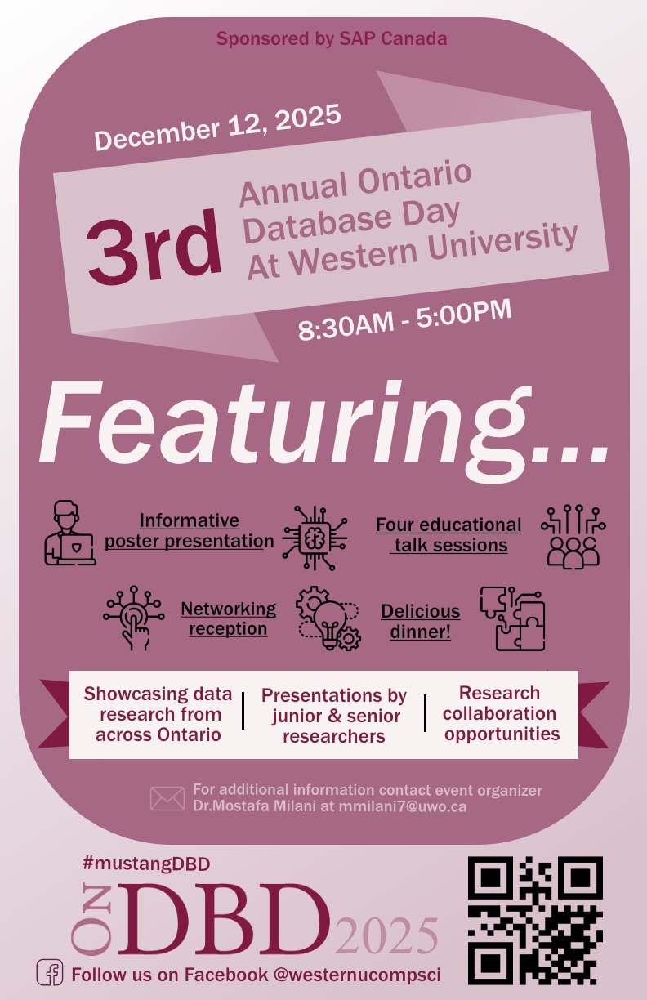 Sponsored by SAP Canada
December 12, 2025
3rd
Annual Ontario
Database Day
At Western University
8:30AM - 5:00PM
Featuring...
Informative
poster presentation
Four educational
talk sessions
Networking
reception
Delicious
dinner!
Showcasing data
research from
across Ontario
Presentations by
junior & senior
researchers
Research
collaboration
opportunities
For additional information contact event organizer
Dr.Mostafa Milani at mmilani7@uwo.ca
#mustangDBD
ON DBD 2025
Follow us on Facebook @westernucompsci